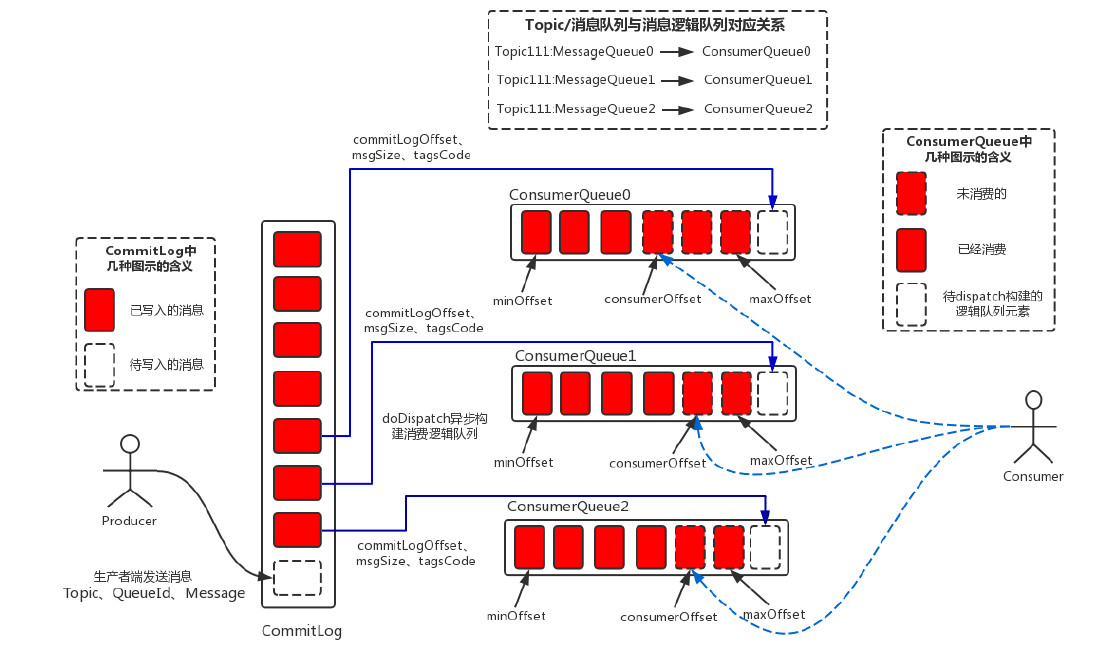 Topic/消息队列与消息逻辑队列对应关系
Topic111:MessageQueue0 ConsumerQueue0
Topic111:MessageQueue1 ConsumerQueue1
Topic111:MessageQueue2 ConsumerQueue2
commitLogOffset、
msgSize、tagsCode
ConsumerQueue中
几种图示的含义
未消费的
已经消费
待dispatch构建的
逻辑队列元素
ConsumerQueue0
minOffset
consumerOffset
maxOffset
CommitLog中
几种图示的含义
已写入的消息
待写入的消息
commitLogOffset、
msgSize、tagsCode
ConsumerQueue1
doDispatch异步构
建消费逻辑队列
minOffset
consumerOffset
maxOffset
Consumer
Producer
ConsumerQueue2
commitLogOffset、
msgSize、tagsCode
生产者端发送消息
Topic、QueueId、Message
minOffset
consumerOffset
maxOffset
CommitLog